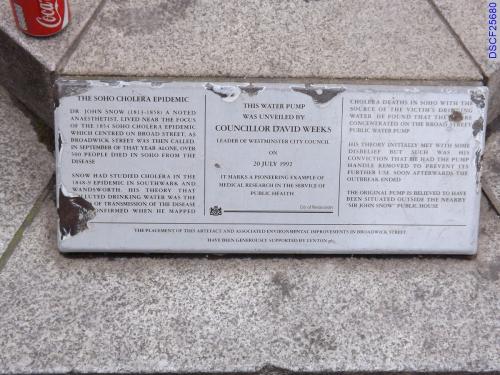 Coca
DSCF25680
THE SOHO CHOLERA EPIDEMIC
DR JOHN SNOW (1813-1858) A NOTED
ANAESTHETIST, LIVED NEAR THE FOCUS
OF THE 1854 SOHO CHOLERA EPIDEMIC
WHICH CENTRED ON BROAD STREET, AS
BROADWICK STREET WAS THEN CALLED.
IN SEPTEMBER OF THAT YEAR ALONE, OVER
500 PEOPLE DIED IN SOHO FROM THE
DISEASE
SNOW HAD STUDIED CHOLERA IN THE
1848-9 EPIDEMIC IN SOUTHWARK AND
WANDSWORTH. HIS THEORY THAT
DRINKING WATER WAS THE
OF TRANSMISSION OF THE DISEASE
WHEN HE MAPPED
THIS WATER PUMP
WAS UNVEILED BY
COUNCILLOR DAVID WEEKS
LEADER OF WESTMINSTER CITY COUNCIL
ON
20 JULY 1992
IT MARKS A PIONEERING EXAMPLE OF
MEDICAL RESEARCH IN THE SERVICE OF
PUBLIC HEALTH
City of Westminster
CHOLERA DEATHS IN SOHO WITH THE
SOURCE OF THE VICTIM'S DRINKING
WATER. HE FOUND THAT THEY WERE
CONCENTRATED ON THE BROAD STREET
PUBLIC WATER PUMP
HIS THEORY INITIALLY MET WITH SOME
DISBELIEF BUT SUCH WAS HIS
CONVICTION THAT HE HAD THE PUMP
HANDLE REMOVED TO PREVENT ITS
FURTHER USE SOON AFTERWARDS THE
OUTBREAK ENDED
THE ORIGINAL PUMP IS BELIEVED TO HAVE
BEEN SITUATED OUTSIDE THE NEARBY
'SIR JOHN SNOW' PUBLIC HOUSE
THE PLACEMENT OF THIS ARTEFACT AND ASSOCIATED ENVIRONMENTAL IMPROVEMENTS IN BROADWICK STREET
HAVE BEEN GENEROUSLY SUPPORTED BY